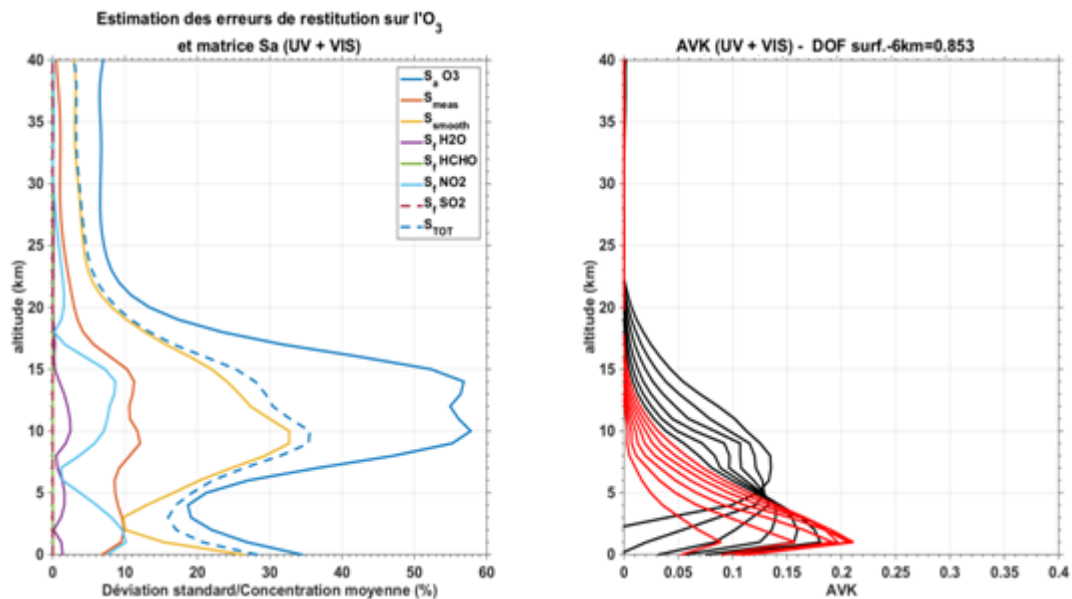 Estimation des erreurs de restitution sur l'O3
et matrice Sa (UV + VIS)
40
35
30
25
20
15
10
5
0
altitude (km)
Sa O3
Smeas
Ssmooth
Sf H2O
Sf HCHO
Sf NO2
Sf SO2
STOT
0 10 20 30 40 50 60
Déviation standard/Concentration moyenne (%)
AVK (UV + VIS) - DOF surf.-6km=0.853
40
35
30
25
20
15
10
5
0
altitude (km)
0 0.05 0.1 0.15 0.2 0.25 0.3 0.35 0.4
AVK